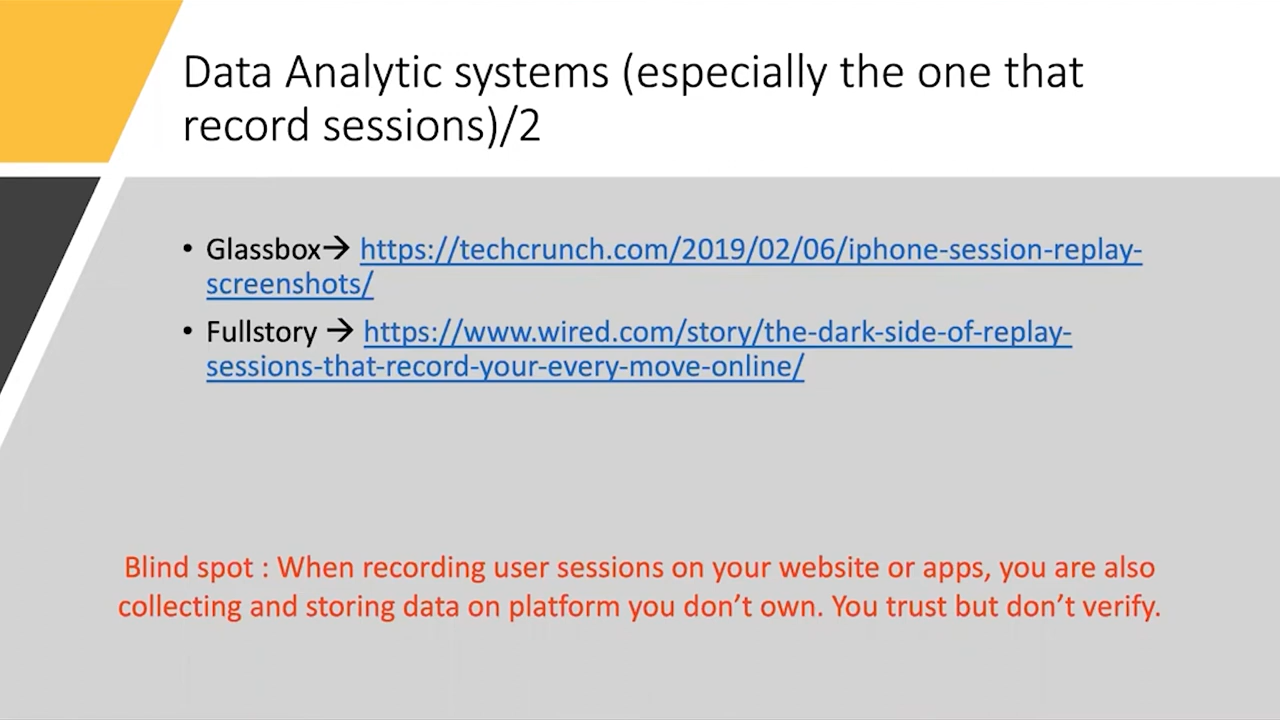 Data Analytic systems (especially the one that
record sessions)/2
• Glassbox→ https://techcrunch.com/2019/02/06/iphone-session-replay-
screenshots/
• Fullstory → https://www.wired.com/story/the-dark-side-of-replay-
sessions-that-record-your-every-move-online/
Blind spot : When recording user sessions on your website or apps, you are also
collecting and storing data on platform you don’t own. You trust but don’t verify.